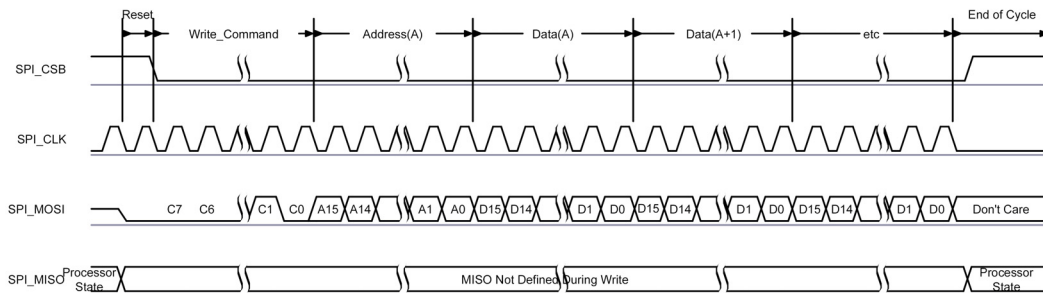 Reset
End of Cycle
Write_Command Address(A) Data(A) Data(A+1) etc
SPI_CSB
SPI_CLK
SPI_MOSI C7 C6 C1 C0 A15 A14 A1 A0 D15 D14 D1 D0 D15 D14 D1 D0 D15 D14 D1 D0 Don't Care
SPI_MISO Processor State MISO Not Defined During Write Processor State